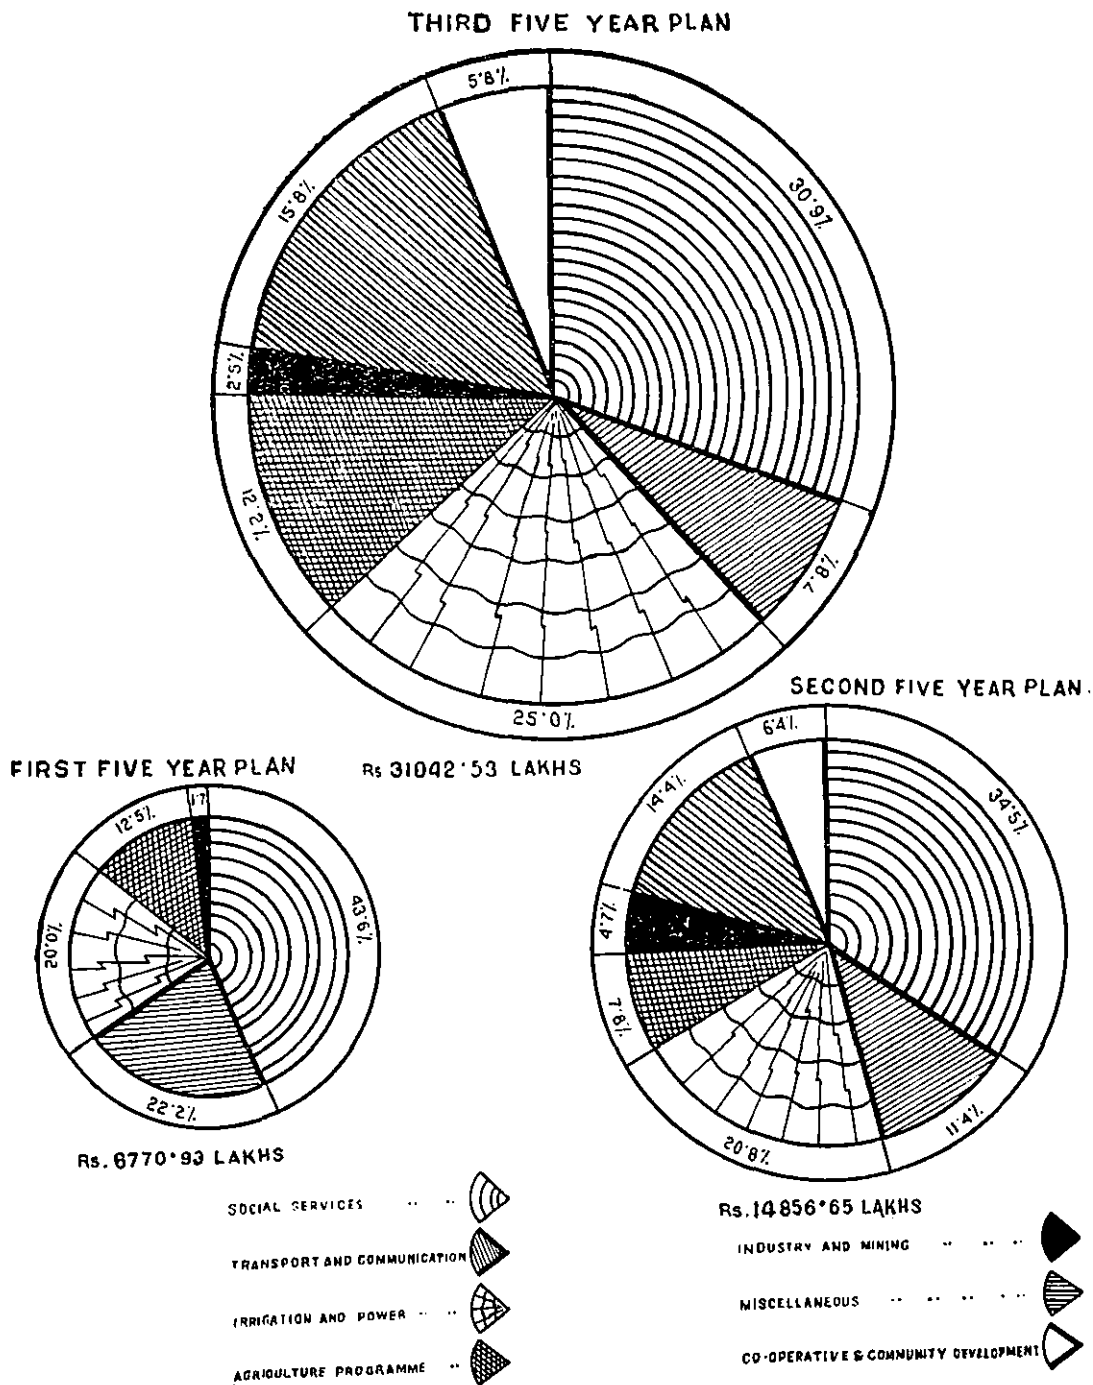 THIRD FIVE YEAR PLAN
5·8%
30·9%
15·8%
2·5%
12·2%
7·8%
25·0%
Rs 31042·53 LAKHS
SECOND FIVE YEAR PLAN.
6·4%
34·5%
14·4%
4·7%
7·8%
20·8%
11·4%
Rs.14856·65 LAKHS
FIRST FIVE YEAR PLAN
1·7
12·5%
43·6%
20·0%
22·2%
Rs. 6770·93 LAKHS
SOCIAL SERVICES
TRANSPORT AND COMMUNICATION
IRRIGATION AND POWER
AGRICULTURE PROGRAMME
INDUSTRY AND MINING
MISCELLANEOUS
CO-OPERATIVE & COMMUNITY DEVELOPMENT